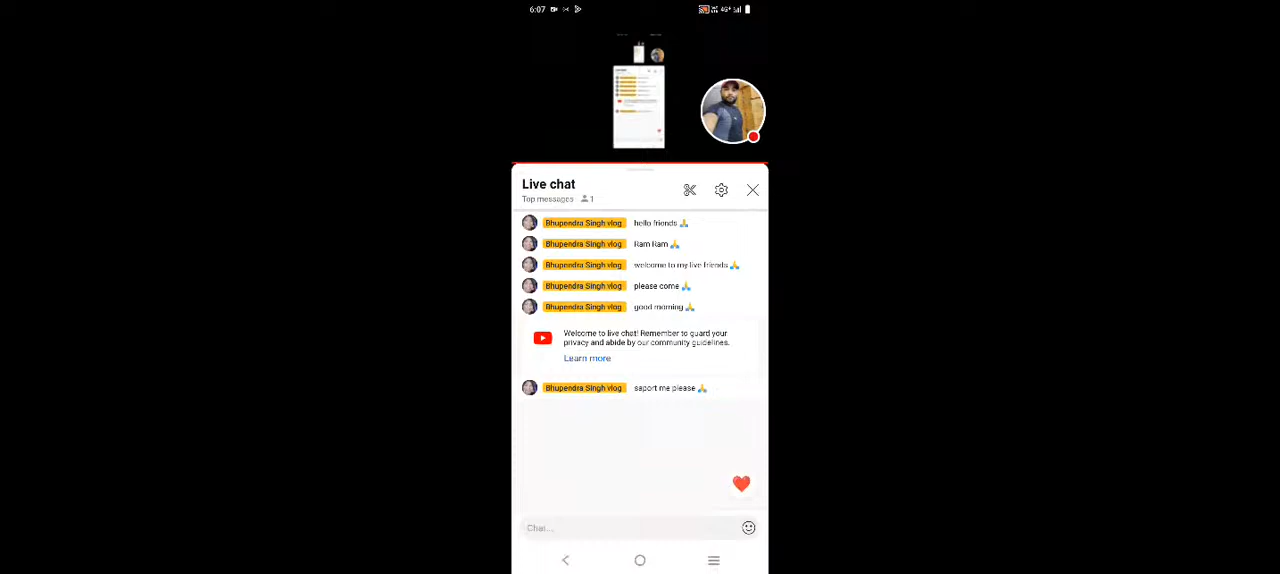 6:07
4G+
Live chat
Top messages 1
Bhupendra Singh vlog hello friends 🙏
Bhupendra Singh vlog Ram Ram 🙏
Bhupendra Singh vlog welcome to my live friends 🙏
Bhupendra Singh vlog please come 🙏
Bhupendra Singh vlog good morning 🙏
Welcome to live chat! Remember to guard your
privacy and abide by our community guidelines.
Learn more
Bhupendra Singh vlog saport me please 🙏
Chat...